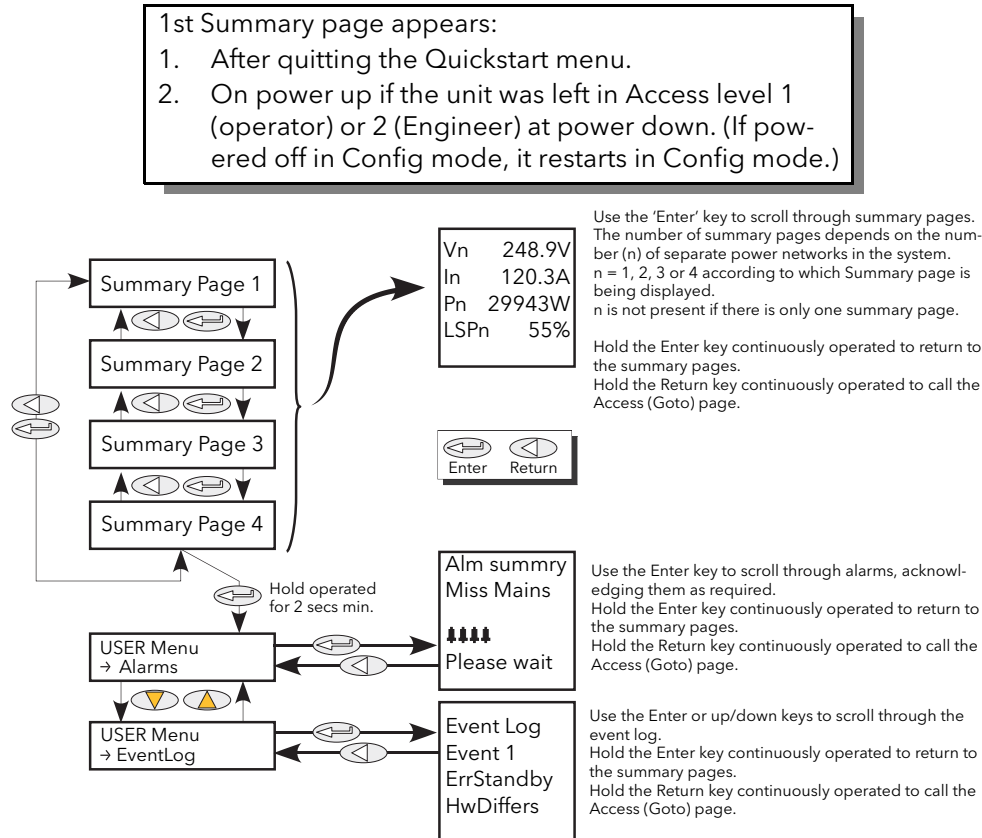 1st Summary page appears:
1. After quitting the Quickstart menu.
2. On power up if the unit was left in Access level 1
(operator) or 2 (Engineer) at power down. (If pow-
ered off in Config mode, it restarts in Config mode.)
Summary Page 1
Summary Page 2
Summary Page 3
Summary Page 4
Vn 248.9V
In 120.3A
Pn 29943W
LSPn 55%
Use the ‘Enter’ key to scroll through summary pages.
The number of summary pages depends on the num-
ber (n) of separate power networks in the system.
n = 1, 2, 3 or 4 according to which Summary page is
being displayed.
n is not present if there is only one summary page.
Hold the Enter key continuously operated to return to
the summary pages.
Hold the Return key continuously operated to call the
Access (Goto) page.
Enter Return
Hold operated
for 2 secs min.
USER Menu
→ Alarms
Alm summry
Miss Mains
Please wait
Use the Enter key to scroll through alarms, acknowl-
edging them as required.
Hold the Enter key continuously operated to return to
the summary pages.
Hold the Return key continuously operated to call the
Access (Goto) page.
USER Menu
→ EventLog
Event Log
Event 1
ErrStandby
HwDiffers
Use the Enter or up/down keys to scroll through the
event log.
Hold the Enter key continuously operated to return to
the summary pages.
Hold the Return key continuously operated to call the
Access (Goto) page.